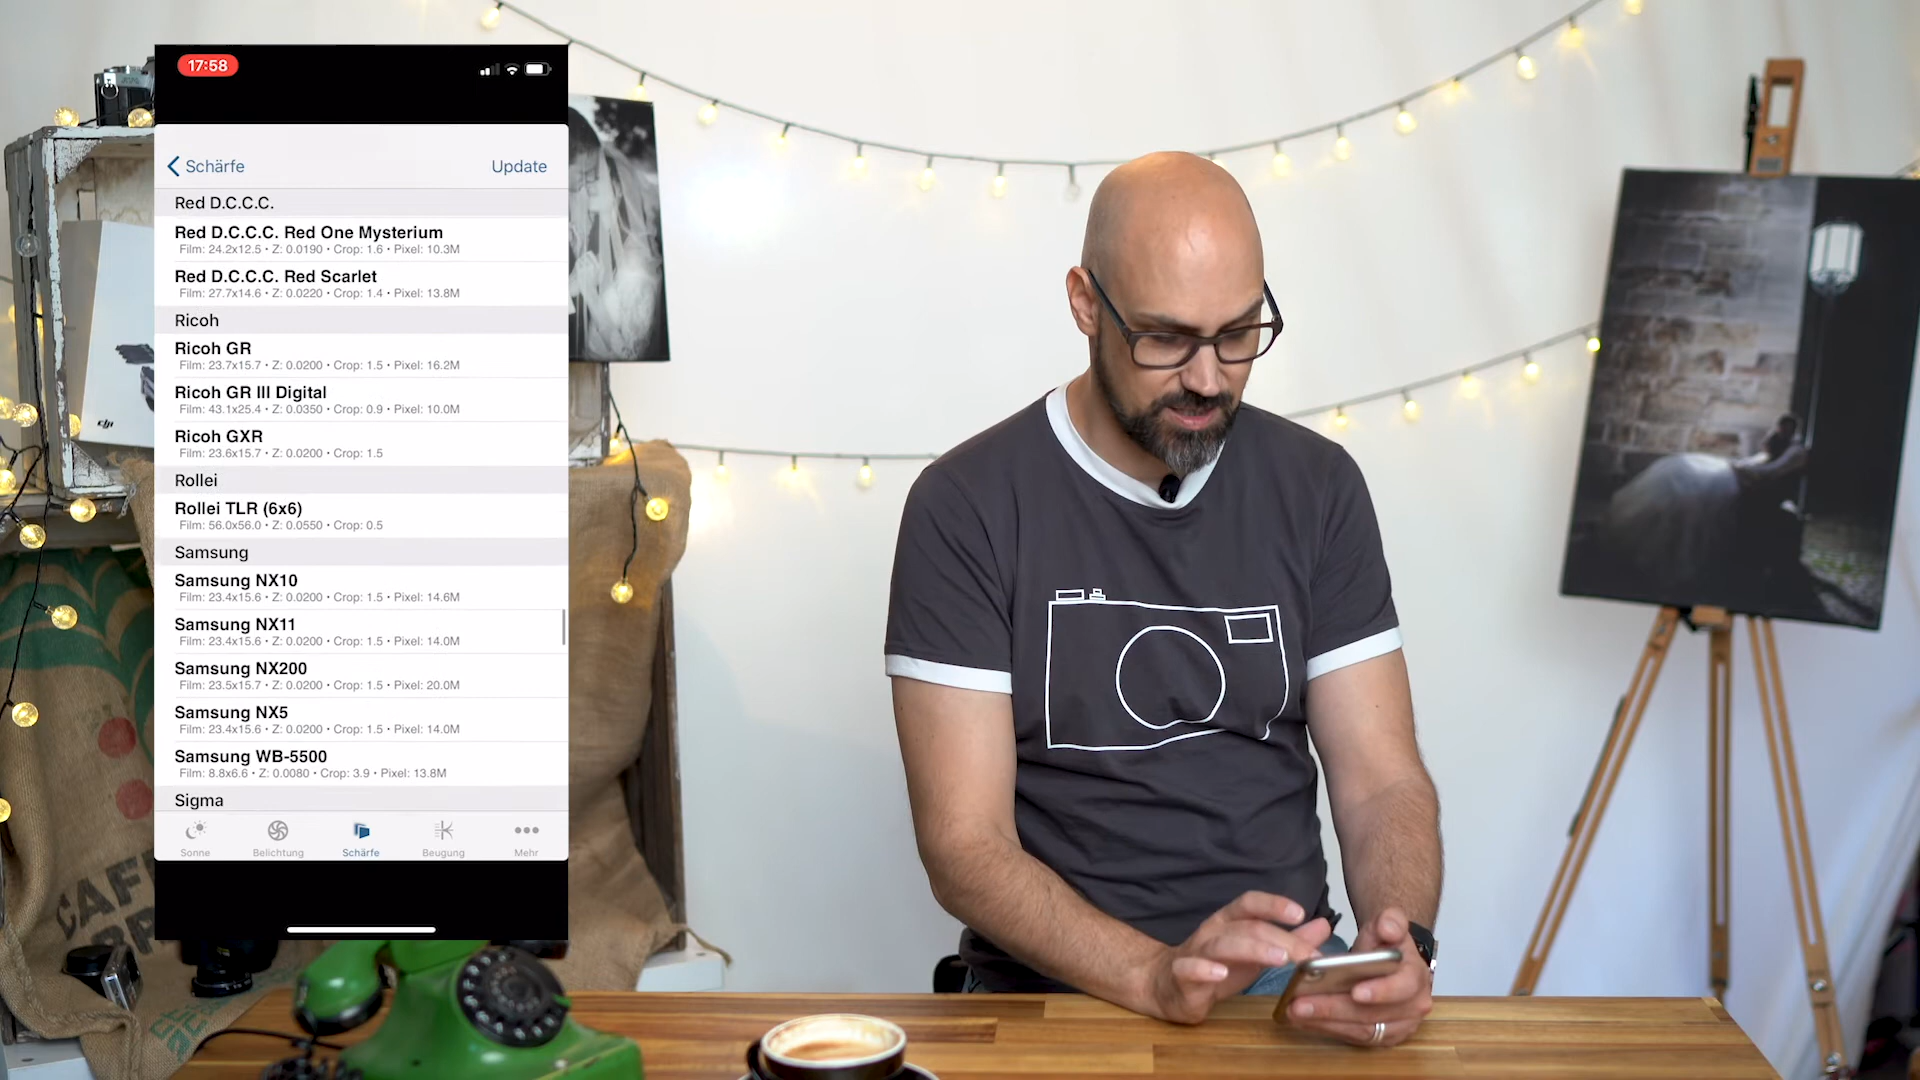 17:58
Schärfe
Update
Red D.C.C.C.
Red D.C.C.C. Red One Mysterium
Film: 24.2x12.5 • Z: 0.0190 • Crop: 1.6 • Pixel: 10.3M
Red D.C.C.C. Red Scarlet
Film: 27.7x14.6 • Z: 0.0220 • Crop: 1.4 • Pixel: 13.8M
Ricoh
Ricoh GR
Film: 23.7x15.7 • Z: 0.0200 • Crop: 1.5 • Pixel: 16.2M
Ricoh GR III Digital
Film: 43.1x25.4 • Z: 0.0350 • Crop: 0.9 • Pixel: 10.0M
Ricoh GXR
Film: 23.6x15.7 • Z: 0.0200 • Crop: 1.5
Rollei
Rollei TLR (6x6)
Film: 56.0x56.0 • Z: 0.0550 • Crop: 0.5
Samsung
Samsung NX10
Film: 23.4x15.6 • Z: 0.0200 • Crop: 1.5 • Pixel: 14.6M
Samsung NX11
Film: 23.4x15.6 • Z: 0.0200 • Crop: 1.5 • Pixel: 14.0M
Samsung NX200
Film: 23.5x15.7 • Z: 0.0200 • Crop: 1.5 • Pixel: 20.0M
Samsung NX5
Film: 23.4x15.6 • Z: 0.0200 • Crop: 1.5 • Pixel: 14.0M
Samsung WB-5500
Film: 8.8x6.6 • Z: 0.0080 • Crop: 3.9 • Pixel: 13.8M
Sigma
Sonne
Belichtung
Schärfe
Beugung
Mehr
dji